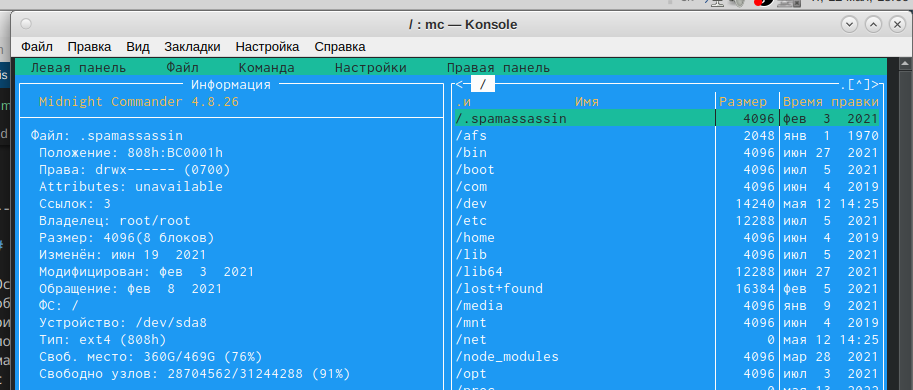 / : mc — Konsole
Файл Правка Вид Закладки Настройка Справка
Левая панель Файл Команда Настройки Правая панель
Информация
Midnight Commander 4.8.26
Файл: .spamassassin
Положение: 808h:BC0001h
Права: drwx------ (0700)
Attributes: unavailable
Ссылок: 3
Владелец: root/root
Размер: 4096(8 блоков)
Изменён: июн 19 2021
Модифицирован: фев 3 2021
Обращение: фев 8 2021
ФС: /
Устройство: /dev/sda8
Тип: ext4 (808h)
Своб. место: 360G/469G (76%)
Свободно узлов: 28704562/31244288 (91%)
<- / .[^]>
.и Имя Размер Время правки
/.spamassassin 4096 фев 3 2021
/afs 2048 янв 1 1970
/bin 4096 июн 27 2021
/boot 4096 июл 5 2021
/com 4096 июн 4 2019
/dev 14240 мая 12 14:25
/etc 12288 июл 5 2021
/home 4096 июн 4 2019
/lib 4096 июл 5 2021
/lib64 12288 июн 27 2021
/lost+found 16384 фев 5 2021
/media 4096 янв 9 2021
/mnt 4096 июн 4 2019
/net 0 мая 12 14:25
/node_modules 4096 мар 28 2021
/opt 4096 июл 3 2021